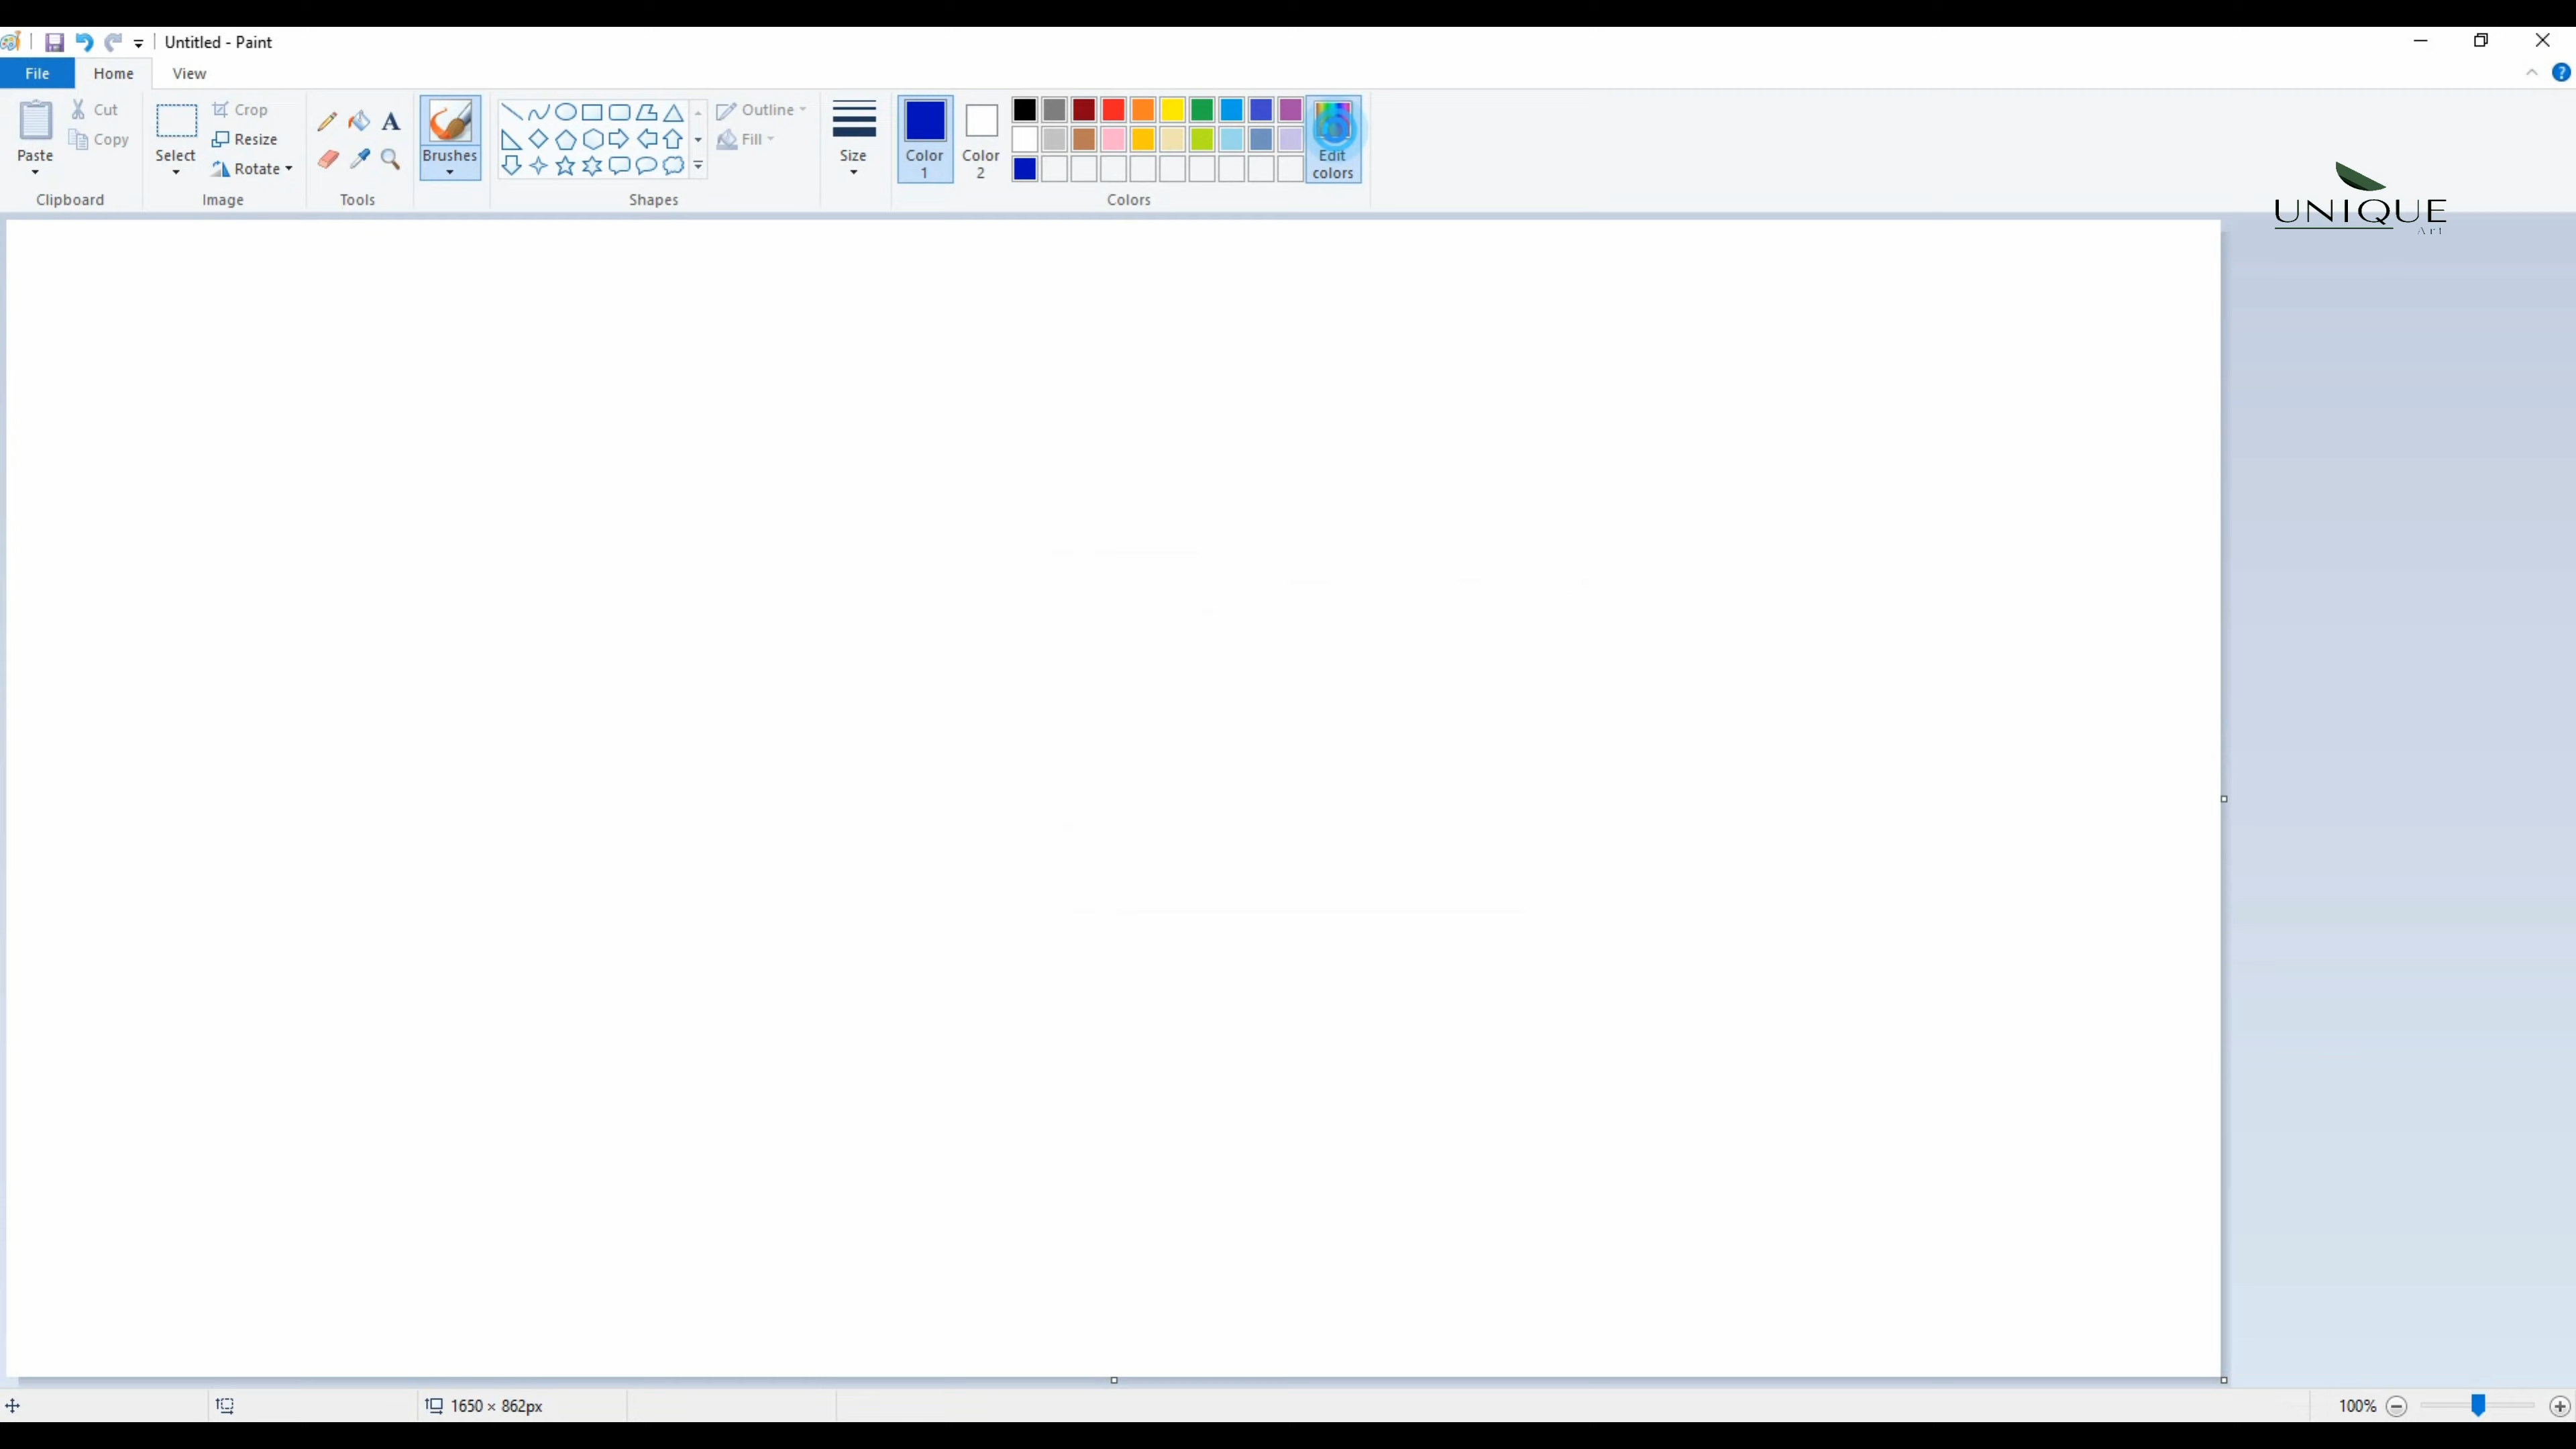 Untitled - Paint
File Home View
Paste
Cut
Copy
Clipboard
Select
Crop
Resize
Rotate
Image
A
Tools
Brushes
Shapes
Outline
Fill
Size
Color
1
Color
2
Edit
colors
Colors
UNIQUE
Art
1650 × 862px
100%